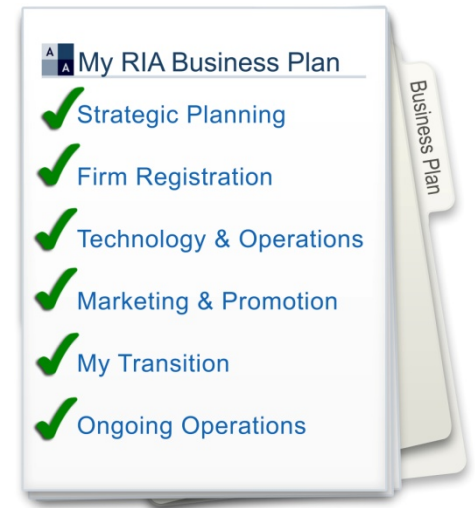 A
A
My RIA Business Plan
Strategic Planning
Firm Registration
Technology & Operations
Marketing & Promotion
My Transition
Ongoing Operations
Business Plan